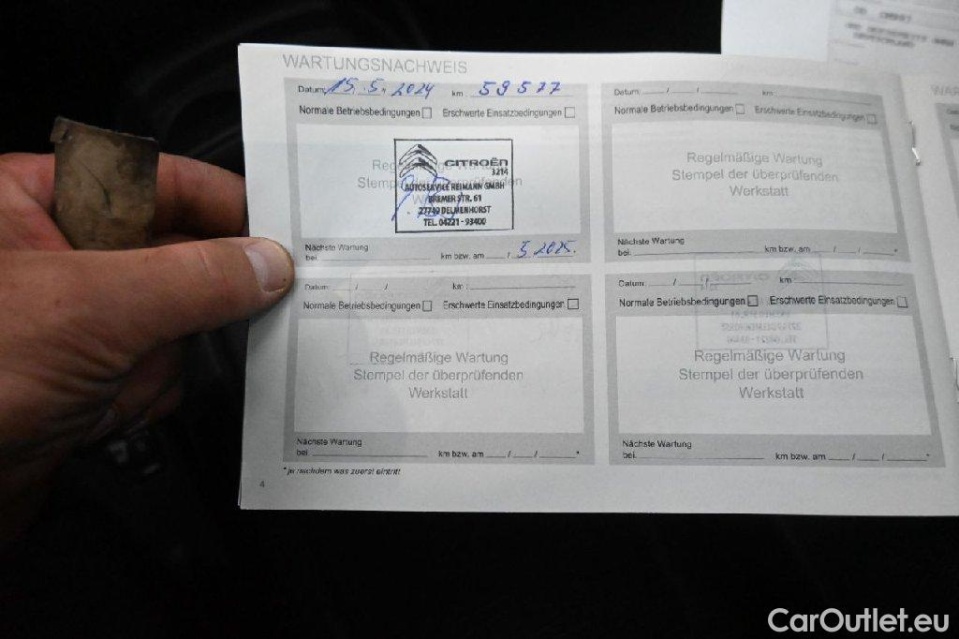 WARTUNGSNACHWEIS
Datum: 15. 5. 2024 km 59527
Normale Betriebsbedingungen Erschwerte Einsatzbedingungen
CITROËN
3214
AUTOSERVICE REIMANN GMBH
BREMER STR. 61
27749 DELMENHORST
TEL. 04221 - 93400
Nächste Wartung
bei: km bzw. am / 5 2025.
Datum: / / km :
Normale Betriebsbedingungen Erschwerte Einsatzbedingungen
Regelmäßige Wartung
Stempel der überprüfenden
Werkstatt
Nächste Wartung
bei: km bzw. am / / *
Datum: / / km :
Normale Betriebsbedingungen Erschwerte Einsatzbedingungen
Regelmäßige Wartung
Stempel der überprüfenden
Werkstatt
Nächste Wartung
bei: km bzw. am / / *
Datum: / / km :
Normale Betriebsbedingungen Erschwerte Einsatzbedingungen
Regelmäßige Wartung
Stempel der überprüfenden
Werkstatt
Nächste Wartung
bei: km bzw. am / / *
* je nachdem was zuerst eintritt
4
CarOutlet.eu